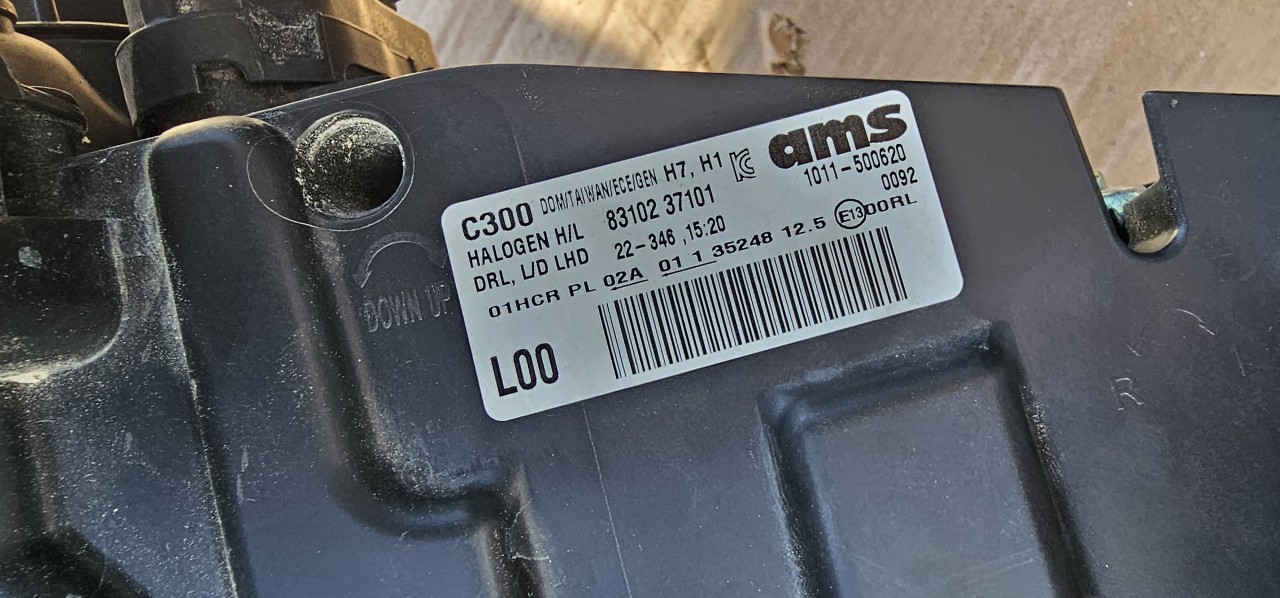 C300 DOM/TAIWAN/ECE/GEN H7, H1 ams
HALOGEN H/L 83102 37101 1011-500620
DRL, L/D LHD 22-346 ,15:20 0092
01HCR PL 02A 01 1 35248 12.5 E13 00RL
L00
DOWN UP
R